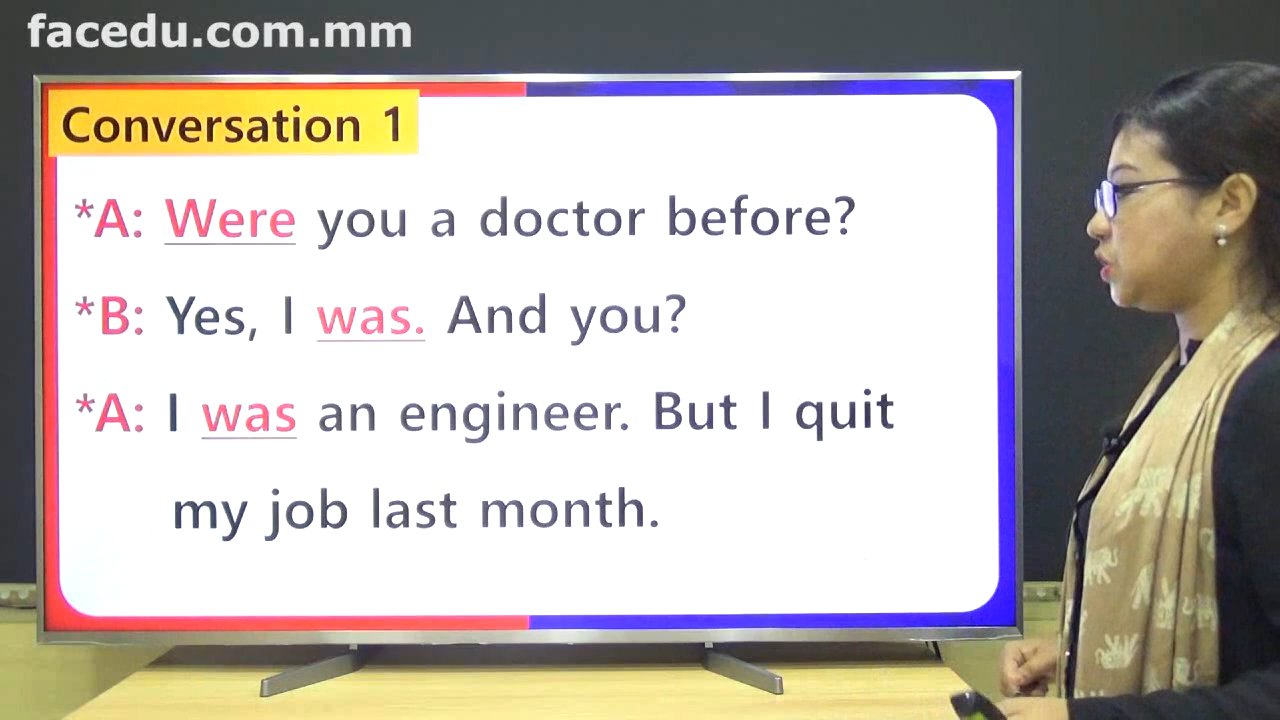 facedu.com.mm
Conversation 1
*A: Were you a doctor before?
*B: Yes, I was. And you?
*A: I was an engineer. But I quit
my job last month.